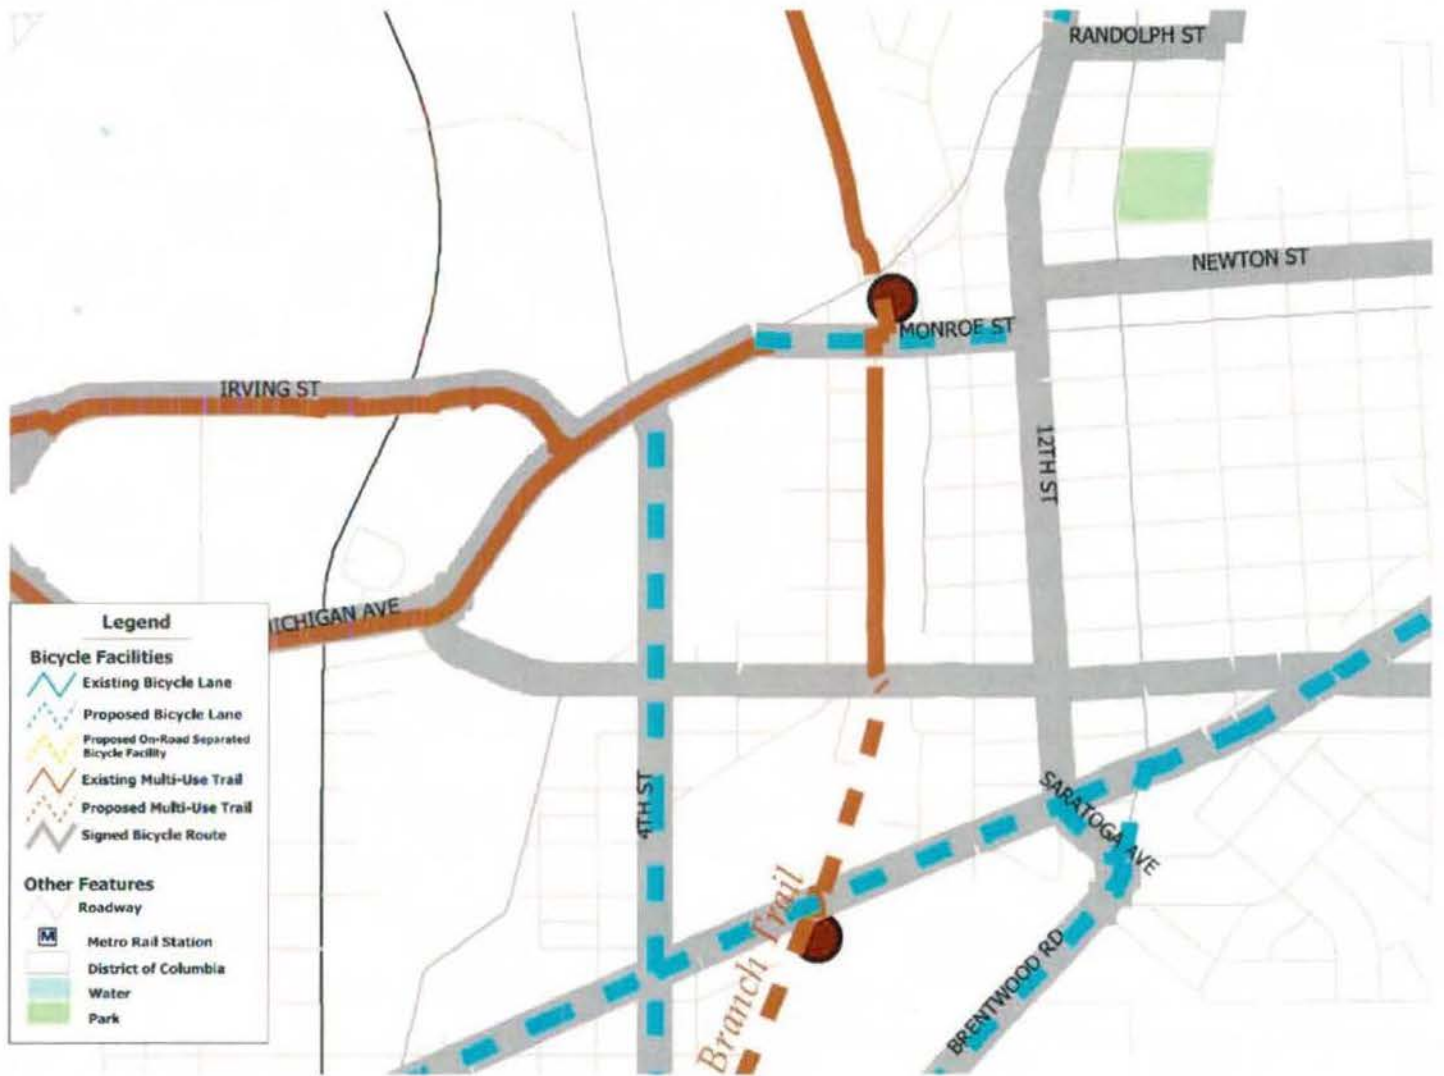 RANDOLPH ST
NEWTON ST
MONROE ST
IRVING ST
12TH ST
ICHIGAN AVE
4TH ST
SARATOGA AVE
BRENTWOOD RD
Branch Trail
Legend
Bicycle Facilities
Existing Bicycle Lane
Proposed Bicycle Lane
Proposed On-Road Separated
Bicycle Facility
Existing Multi-Use Trail
Proposed Multi-Use Trail
Signed Bicycle Route
Other Features
Roadway
M
Metro Rail Station
District of Columbia
Water
Park